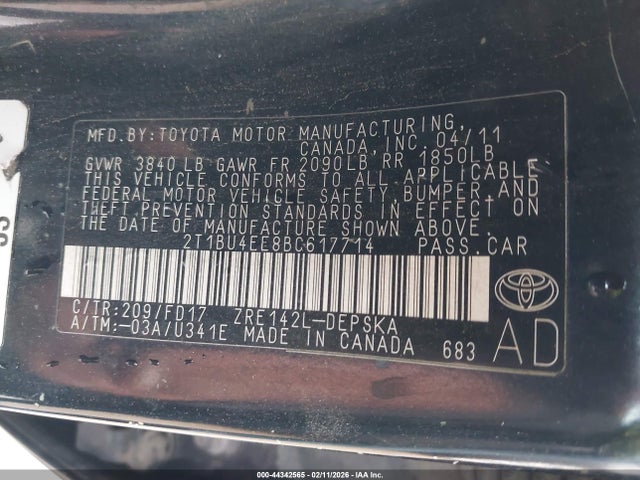 MFD.BY:TOYOTA MOTOR MANUFACTURING,
CANADA,INC. 04/11
GVWR 3840 LB GAWR FR 2090LB,RR 1850LB
THIS VEHICLE CONFORMS TO ALL APPLICABLE
FEDERAL MOTOR VEHICLE SAFETY, BUMPER, AND
THEFT PREVENTION STANDARDS IN EFFECT ON
THE DATE OF MANUFACTURE SHOWN ABOVE.
2T1BU4EE8BC617714 PASS.CAR
C/TR:209/FD17 ZRE142L-DEPSKA
A/TM:-03A/U341E MADE IN CANADA 683
AD
000-44342565 - 02/11/2026 - IAAI.COM